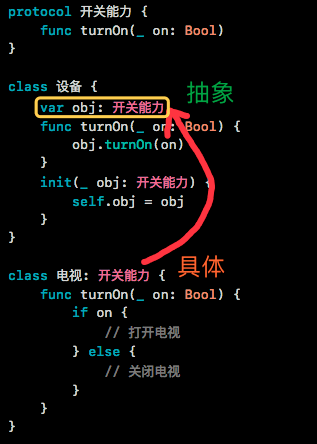 protocol 开关能力 {
    func turnOn(_ on: Bool)
}
class 设备 {
抽象
    var obj: 开关能力
    func turnOn(_ on: Bool) {
        obj.turnOn(on)
    }
    init(_ obj: 开关能力) {
        self.obj = obj
    }
}
具体
class 电视: 开关能力 {
    func turnOn(_ on: Bool) {
        if on {
            // 打开电视
        } else {
            // 关闭电视
        }
    }
}